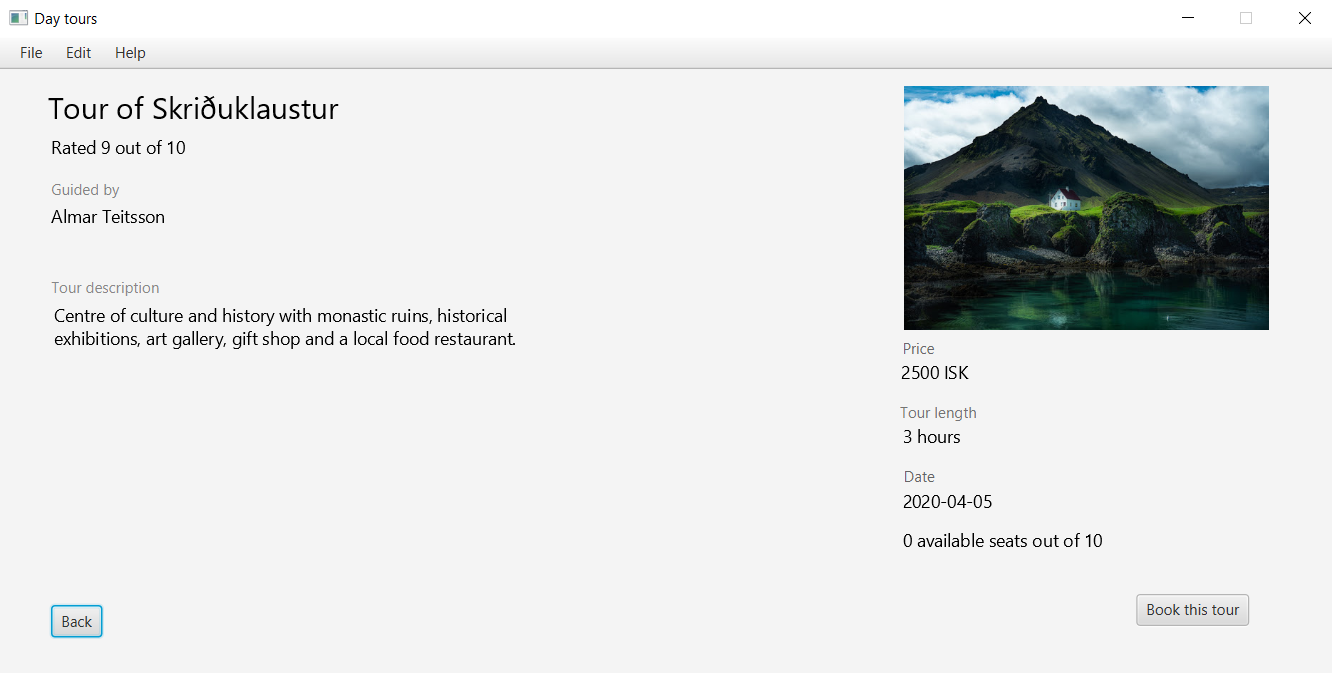 Day tours
File Edit Help
Tour of Skriðuklaustur
Rated 9 out of 10
Guided by
Almar Teitsson
Tour description
Centre of culture and history with monastic ruins, historical
exhibitions, art gallery, gift shop and a local food restaurant.
Price
2500 ISK
Tour length
3 hours
Date
2020-04-05
0 available seats out of 10
Back
Book this tour